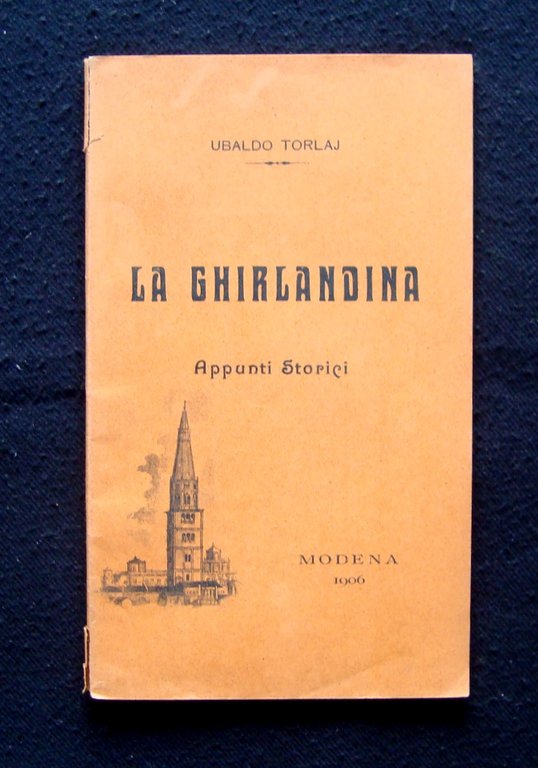 UBALDO TORLAJ
LA GHIRLANDINA
Appunti Storici
MODENA
1906